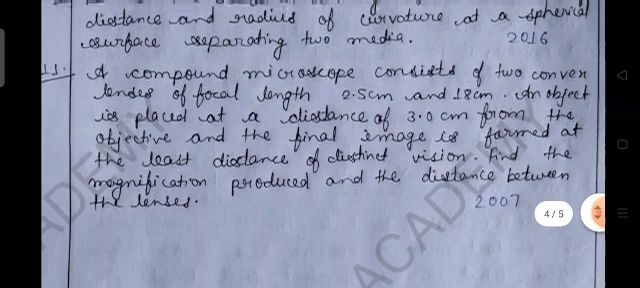 distance and radius of curvature at a spherical
surface separating two media. 2016
11. A compound microscope consists of two convex
lenses of focal length 2.5cm and 18cm. An object
is placed at a distance of 3.0 cm from the
objective and the final image is formed at
the least distance of distinct vision. Find the
magnification produced and the distance between
the lenses. 2007
4/5
ACADEMY
ACADEMY